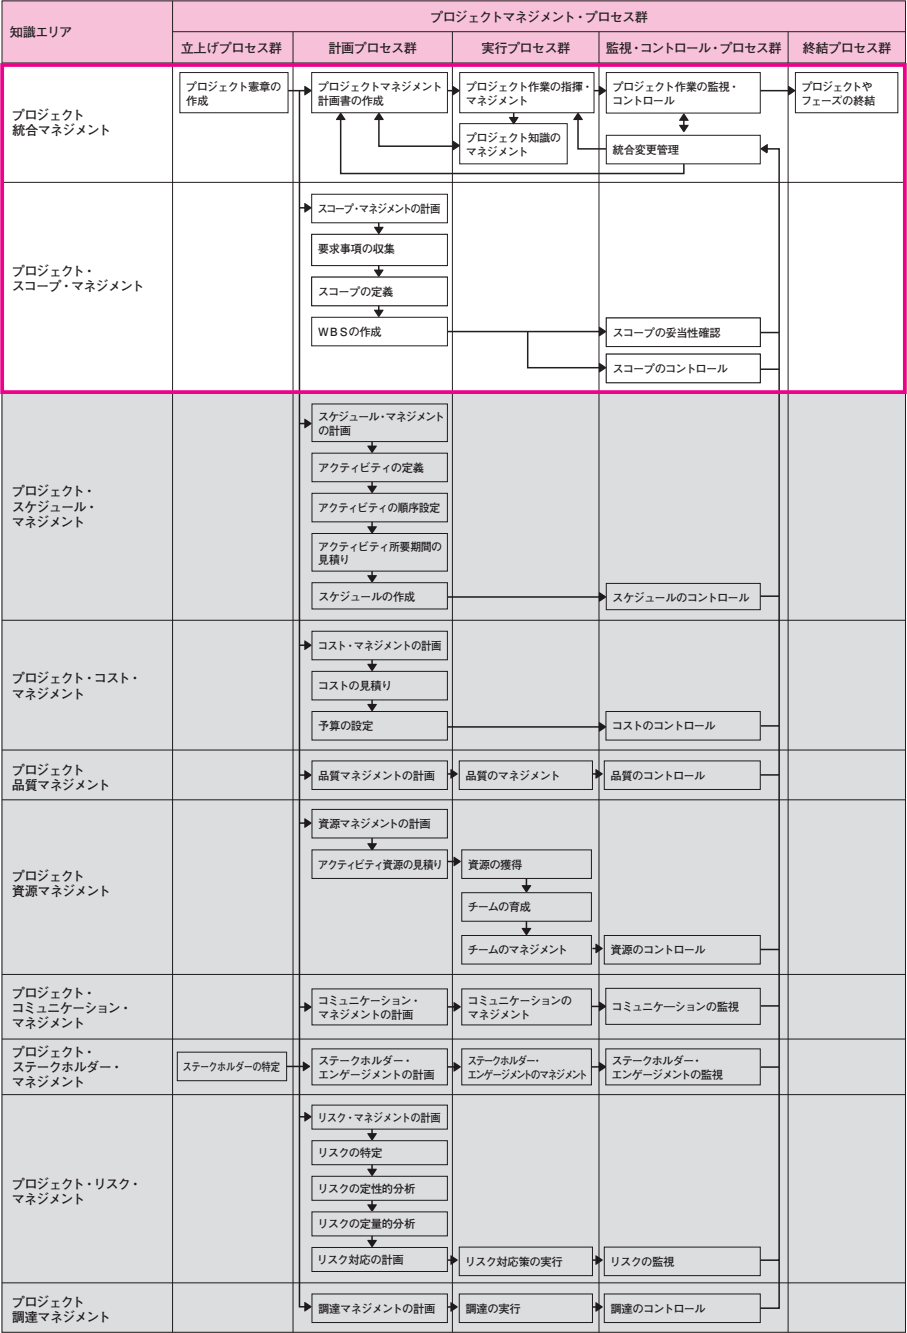 知識エリア
プロジェクトマネジメント・プロセス群
立上げプロセス群
計画プロセス群
実行プロセス群
監視・コントロール・プロセス群
終結プロセス群
プロジェクト
統合マネジメント
プロジェクト憲章の
作成
プロジェクトマネジメント
計画書の作成
プロジェクト作業の指揮・
マネジメント
プロジェクト知識の
マネジメント
プロジェクト作業の監視・
コントロール
統合変更管理
プロジェクトや
フェーズの終結
プロジェクト・
スコープ・マネジメント
スコープ・マネジメントの計画
要求事項の収集
スコープの定義
WBSの作成
スコープの妥当性確認
スコープのコントロール
プロジェクト・
スケジュール・
マネジメント
スケジュール・マネジメント
の計画
アクティビティの定義
アクティビティの順序設定
アクティビティ所要期間の
見積り
スケジュールの作成
スケジュールのコントロール
プロジェクト・コスト・
マネジメント
コスト・マネジメントの計画
コストの見積り
予算の設定
コストのコントロール
プロジェクト
品質マネジメント
品質マネジメントの計画
品質のマネジメント
品質のコントロール
プロジェクト
資源マネジメント
資源マネジメントの計画
アクティビティ資源の見積り
資源の獲得
チームの育成
チームのマネジメント
資源のコントロール
プロジェクト・
コミュニケーション・
マネジメント
コミュニケーション・
マネジメントの計画
コミュニケーションの
マネジメント
コミュニケーションの監視
プロジェクト・
ステークホルダー・
マネジメント
ステークホルダーの特定
ステークホルダー・
エンゲージメントの計画
ステークホルダー・
エンゲージメントのマネジメント
ステークホルダー・
エンゲージメントの監視
プロジェクト・リスク・
マネジメント
リスク・マネジメントの計画
リスクの特定
リスクの定性的分析
リスクの定量的分析
リスク対応の計画
リスク対応策の実行
リスクの監視
プロジェクト
調達マネジメント
調達マネジメントの計画
調達の実行
調達のコントロール